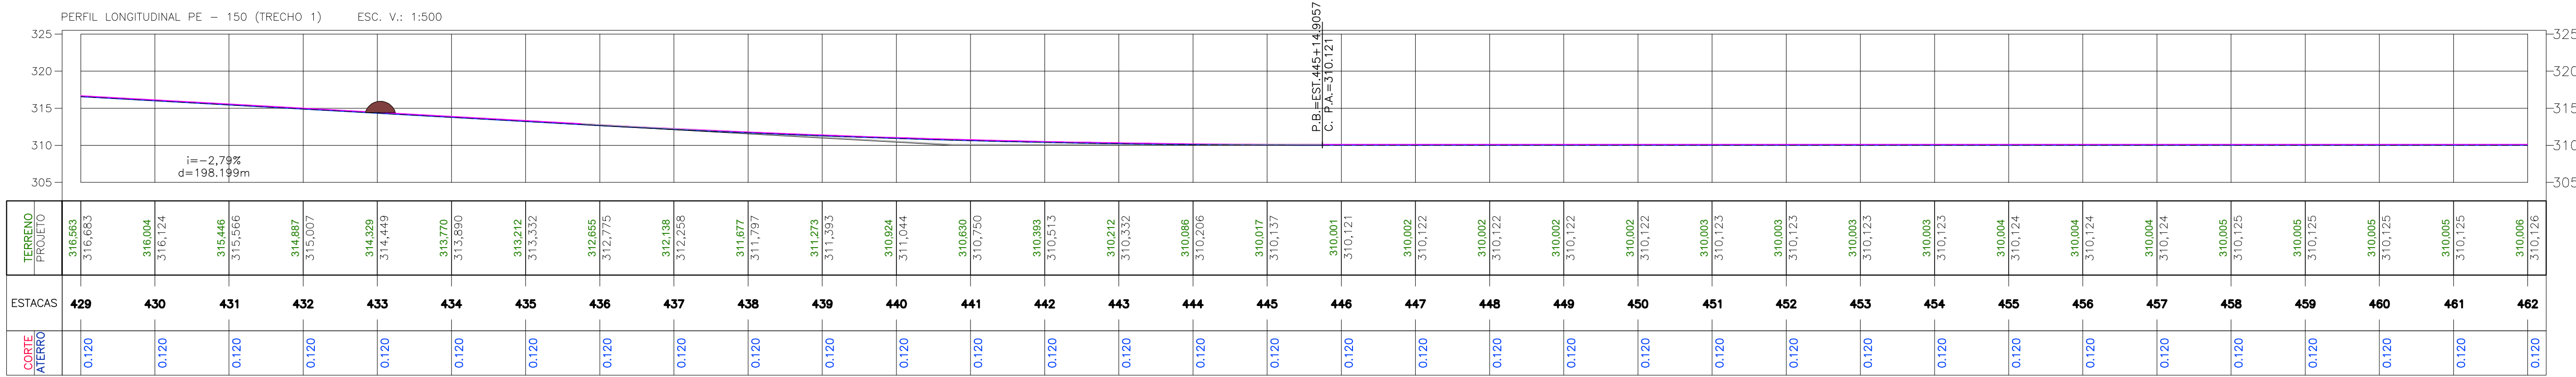 PERFIL LONGITUDINAL PE - 150 (TRECHO 1) ESC. V.: 1:500
325 325
320 320
315 315
310 310
305 305
P.B.=EST.445+14.9057
C. P.A.=310.121
i=-2,79%
d=198.199m
TERRENO 316,563 316,004 315,446 314,887 314,329 313,770 313,212 312,655 312,138 311,677 311,273 310,924 310,630 310,393 310,212 310,086 310,017 310,001 310,002 310,002 310,002 310,002 310,003 310,003 310,003 310,003 310,004 310,004 310,004 310,005 310,005 310,005 310,005 310,006
PROJETO 316,683 316,124 315,566 315,007 314,449 313,890 313,332 312,775 312,258 311,797 311,393 311,044 310,750 310,513 310,332 310,206 310,137 310,121 310,122 310,122 310,122 310,122 310,123 310,123 310,123 310,123 310,124 310,124 310,124 310,125 310,125 310,125 310,125 310,126
ESTACAS 429 430 431 432 433 434 435 436 437 438 439 440 441 442 443 444 445 446 447 448 449 450 451 452 453 454 455 456 457 458 459 460 461 462
CORTE
ATERRO 0.120 0.120 0.120 0.120 0.120 0.120 0.120 0.120 0.120 0.120 0.120 0.120 0.120 0.120 0.120 0.120 0.120 0.120 0.120 0.120 0.120 0.120 0.120 0.120 0.120 0.120 0.120 0.120 0.120 0.120 0.120 0.120 0.120 0.120